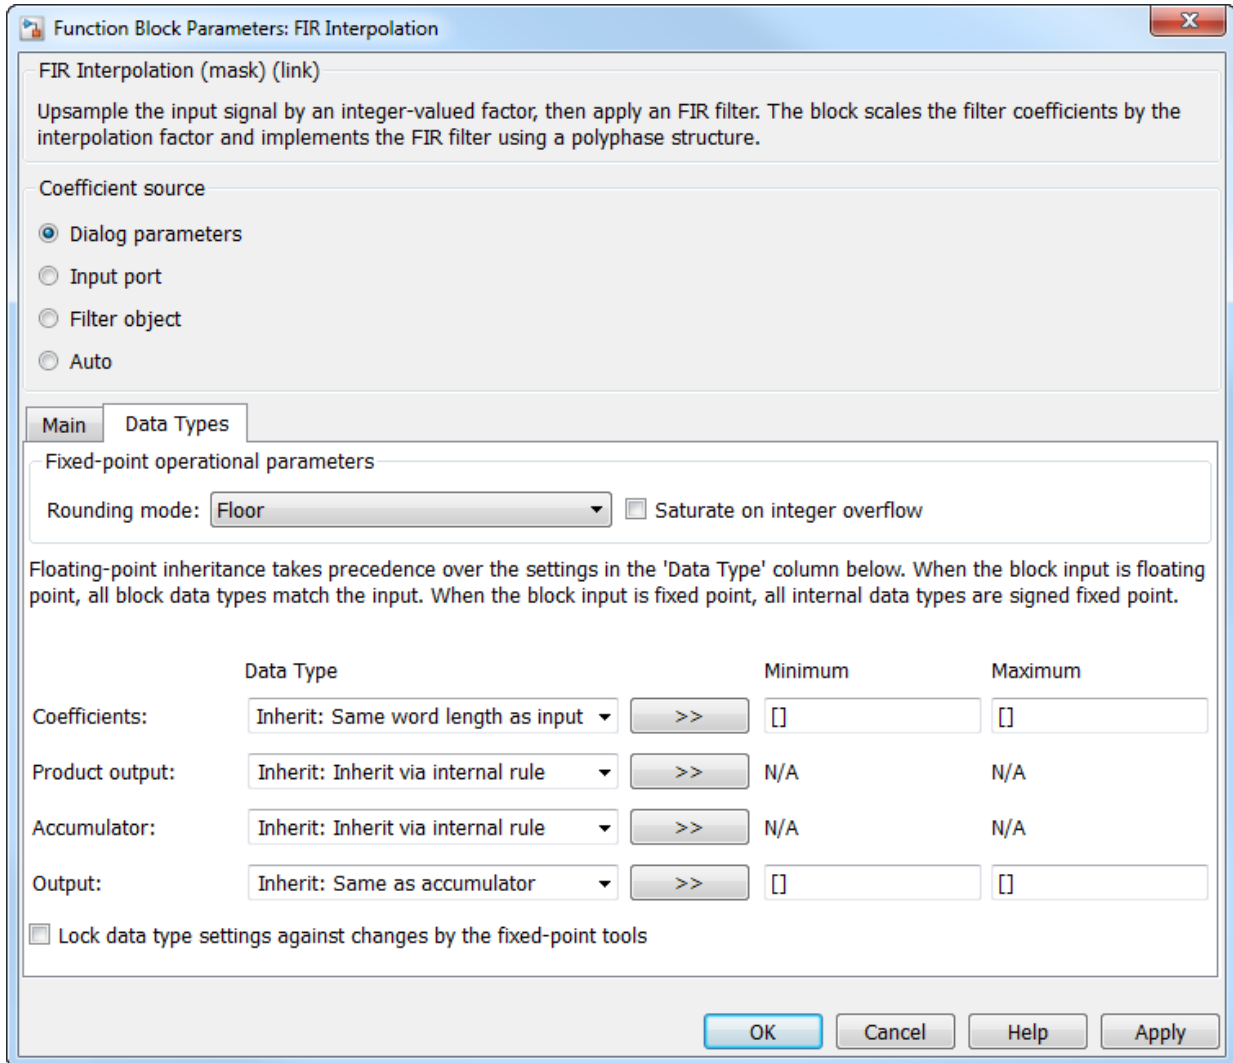 Function Block Parameters: FIR Interpolation
FIR Interpolation (mask) (link)
Upsample the input signal by an integer-valued factor, then apply an FIR filter. The block scales the filter coefficients by the
interpolation factor and implements the FIR filter using a polyphase structure.
Coefficient source
Dialog parameters
Input port
Filter object
Auto
Main Data Types
Fixed-point operational parameters
Rounding mode: Floor Saturate on integer overflow
Floating-point inheritance takes precedence over the settings in the 'Data Type' column below. When the block input is floating
point, all block data types match the input. When the block input is fixed point, all internal data types are signed fixed point.
Data Type Minimum Maximum
Coefficients: Inherit: Same word length as input >> [] []
Product output: Inherit: Inherit via internal rule >> N/A N/A
Accumulator: Inherit: Inherit via internal rule >> N/A N/A
Output: Inherit: Same as accumulator >> [] []
Lock data type settings against changes by the fixed-point tools
OK Cancel Help Apply